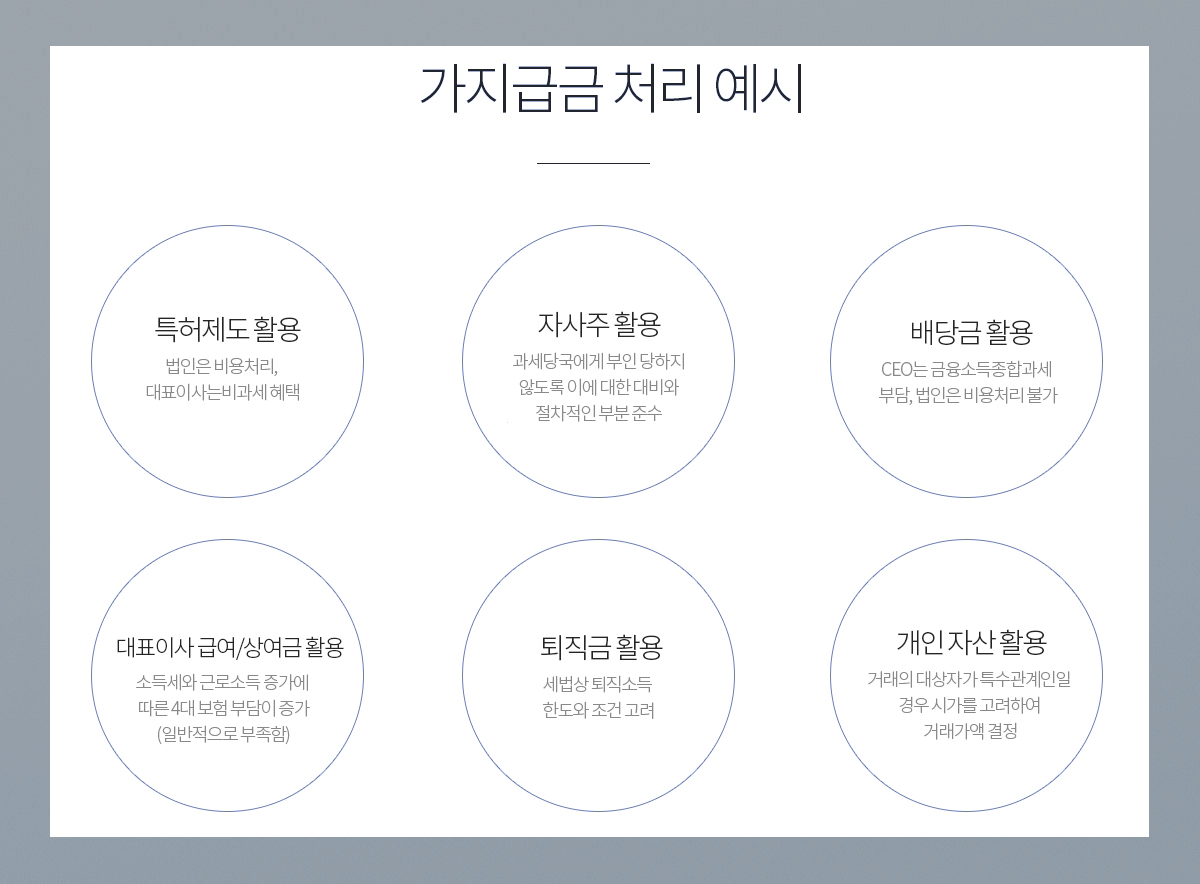 가지급금 처리 예시
특허제도 활용
법인은 비용처리,
대표이사는비과세 혜택
자사주 활용
과세당국에게 부인 당하지
않도록 이에 대한 대비와
절차적인 부분 준수
배당금 활용
CEO는 금융소득종합과세
부담, 법인은 비용처리 불가
대표이사 급여/상여금 활용
소득세와 근로소득 증가에
따른 4대 보험 부담이 증가
(일반적으로 부족함)
퇴직금 활용
세법상 퇴직소득
한도와 조건 고려
개인 자산 활용
거래의 대상자가 특수관계인일
경우 시가를 고려하여
거래가액 결정